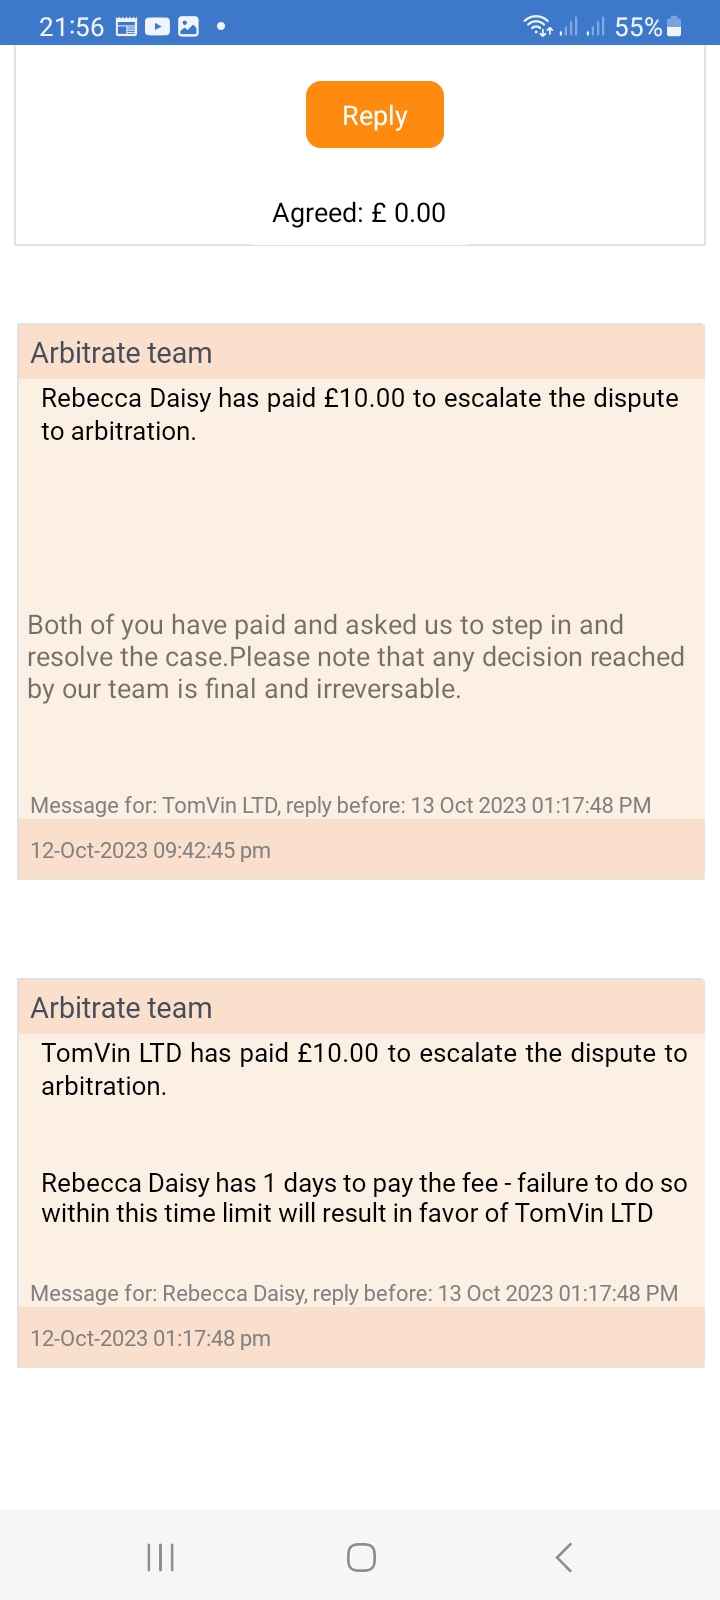 21:56
55%
Reply
Agreed: £ 0.00
Arbitrate team
Rebecca Daisy has paid £10.00 to escalate the dispute
to arbitration.
Both of you have paid and asked us to step in and
resolve the case.Please note that any decision reached
by our team is final and irreversable.
Message for: TomVin LTD, reply before: 13 Oct 2023 01:17:48 PM
12-Oct-2023 09:42:45 pm
Arbitrate team
TomVin LTD has paid £10.00 to escalate the dispute to
arbitration.
Rebecca Daisy has 1 days to pay the fee - failure to do so
within this time limit will result in favor of TomVin LTD
Message for: Rebecca Daisy, reply before: 13 Oct 2023 01:17:48 PM
12-Oct-2023 01:17:48 pm